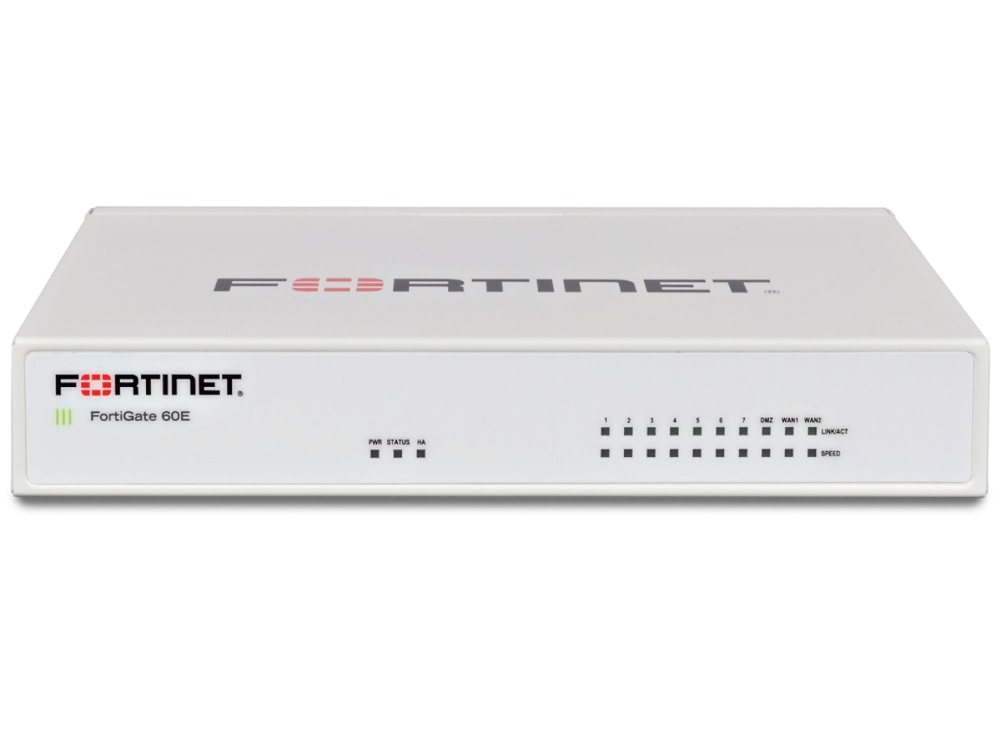 FORTINET
FORTINET®
FortiGate 60E
PWR STATUS HA
1 2 3 4 5 6 7 DMZ WAN1 WAN2
LINK/ACT
SPEED